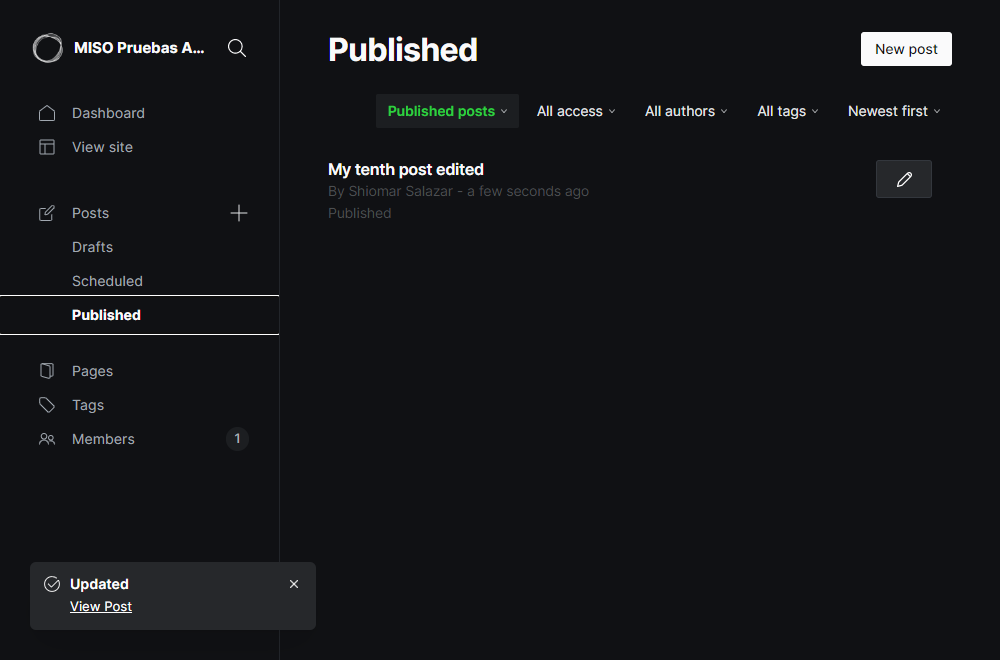 MISO Pruebas A...
Dashboard
View site
Posts
Drafts
Scheduled
Published
Pages
Tags
Members 1
Published
New post
Published posts All access All authors All tags Newest first
My tenth post edited
By Shiomar Salazar - a few seconds ago
Published
Updated
View Post